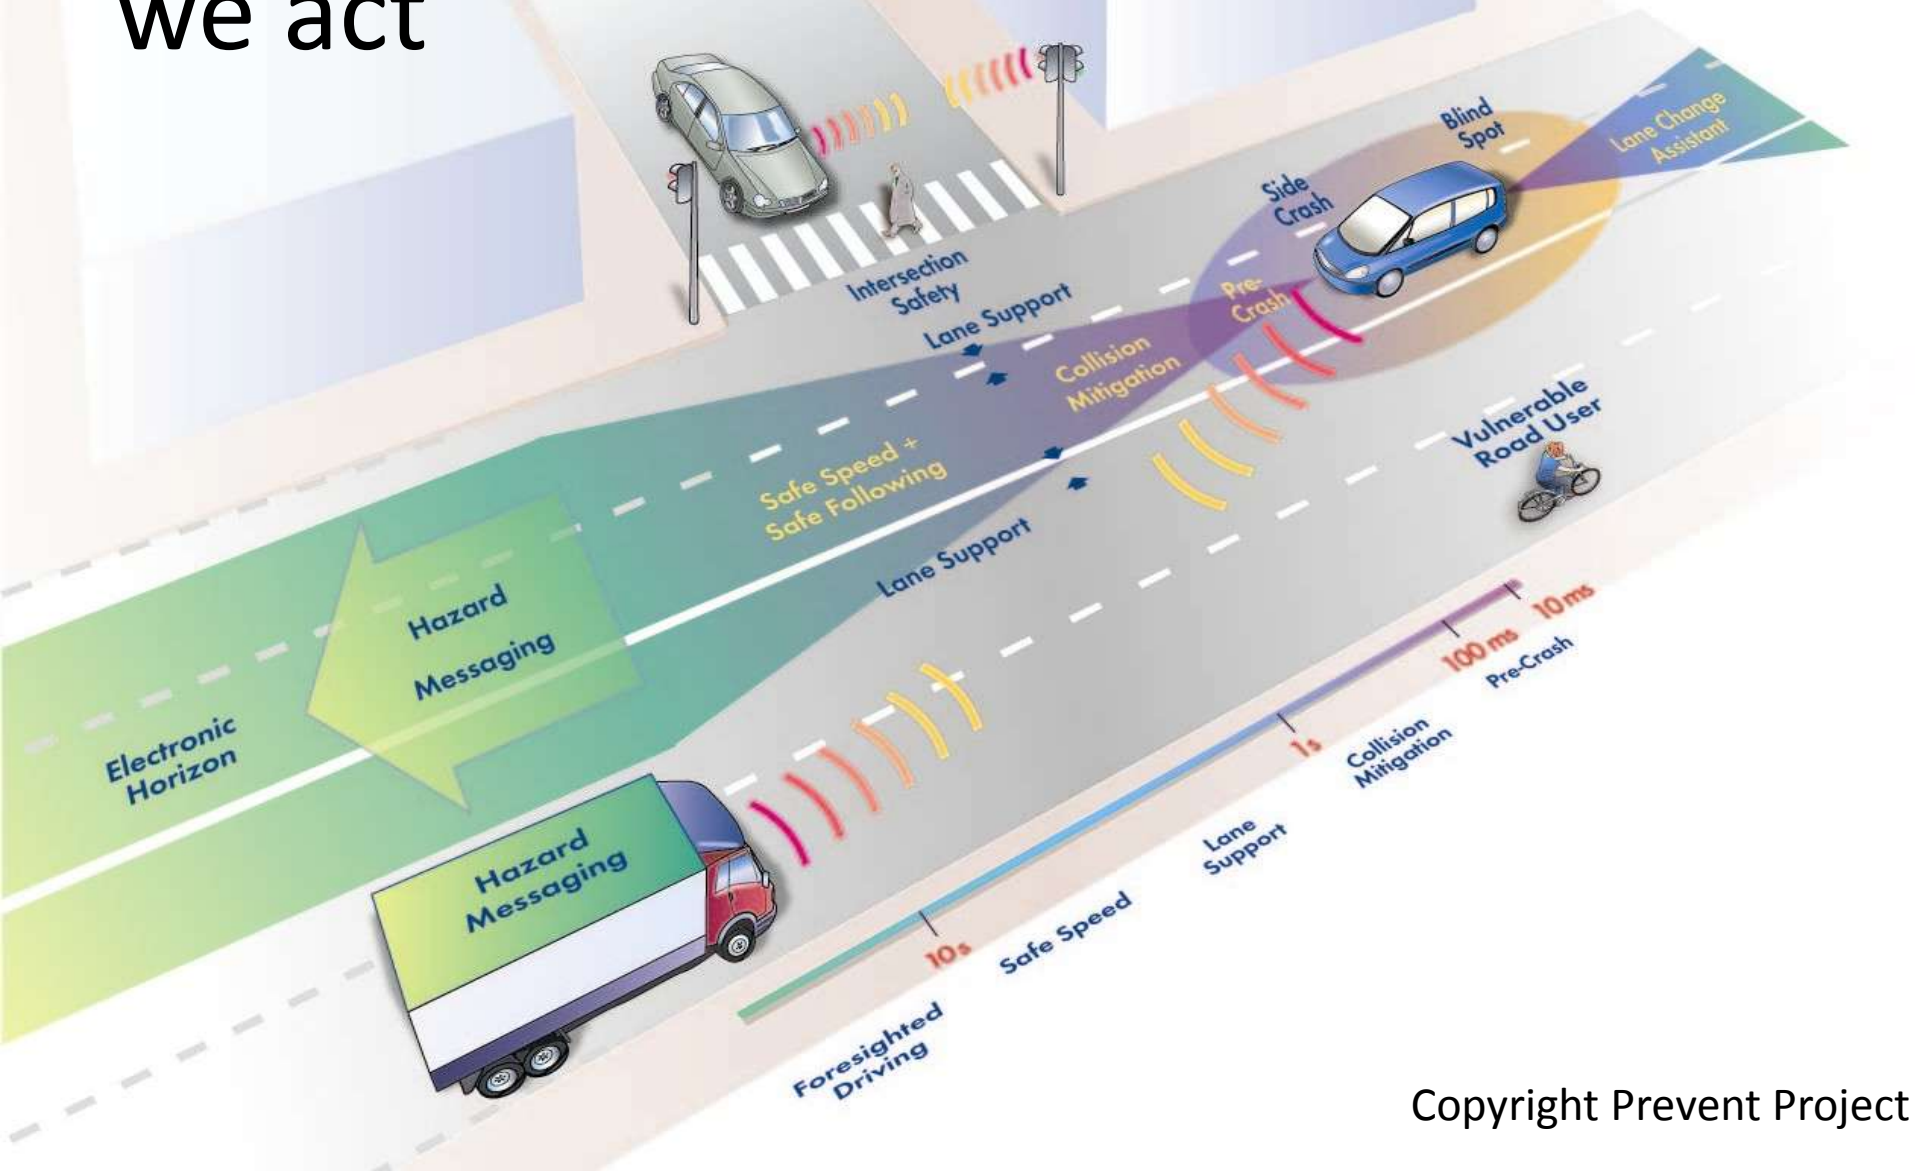 we act
Blind
Spot
Lane Change
Assistant
Side
Crash
Pre-
Crash
Intersection
Safety
Lane Support
Collision
Mitigation
Vulnerable
Road User
Safe Speed +
Safe Following
Lane Support
Hazard
Messaging
Electronic
Horizon
Hazard
Messaging
10 ms
100 ms
Pre-Crash
1s
Collision
Mitigation
Lane
Support
10s
Safe Speed
Foresighted
Driving
Copyright Prevent Project